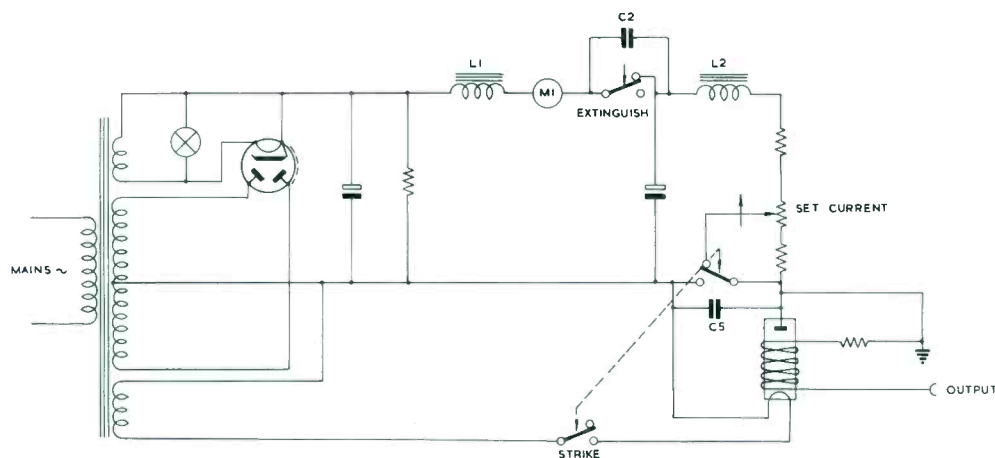 C2
L1
M1
L2
EXTINGUISH
SET CURRENT
MAINS ~
C5
OUTPUT
STRIKE